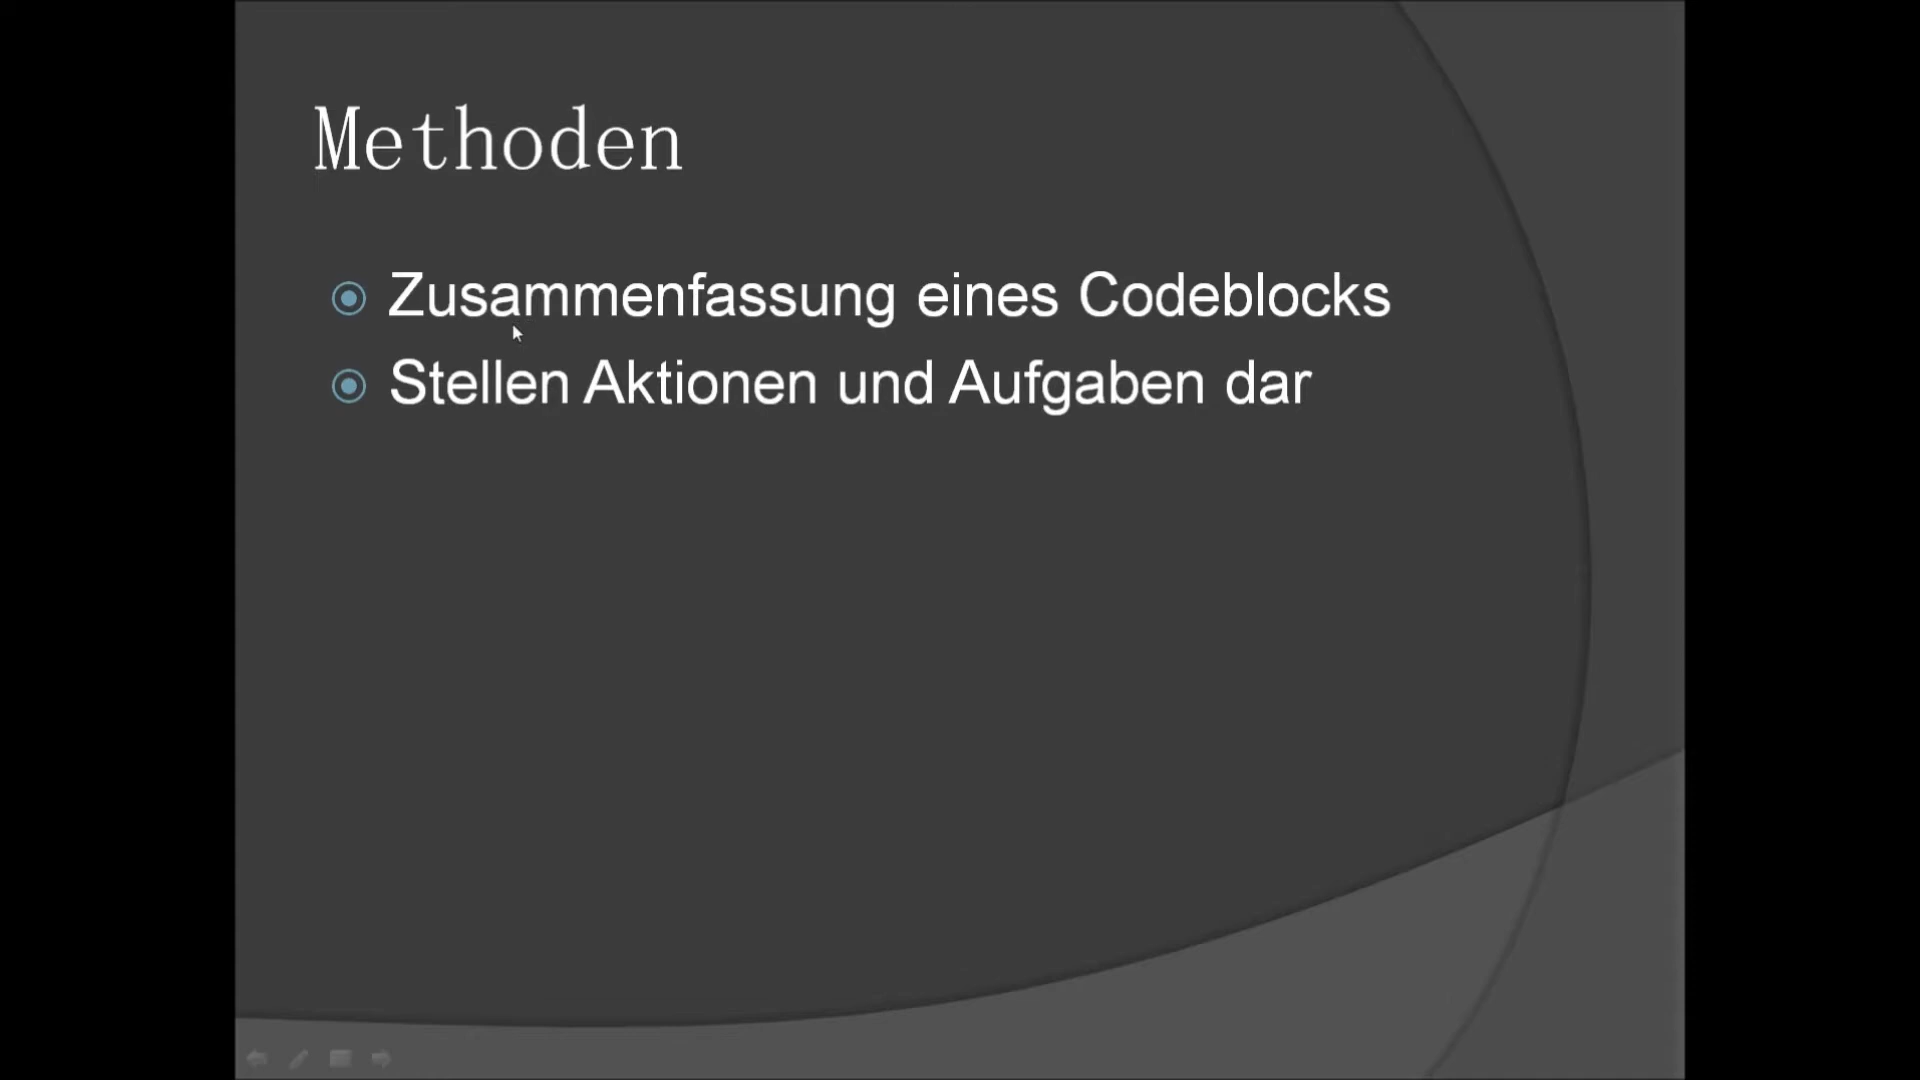 Methoden
Zusammenfassung eines Codeblocks
Stellen Aktionen und Aufgaben dar